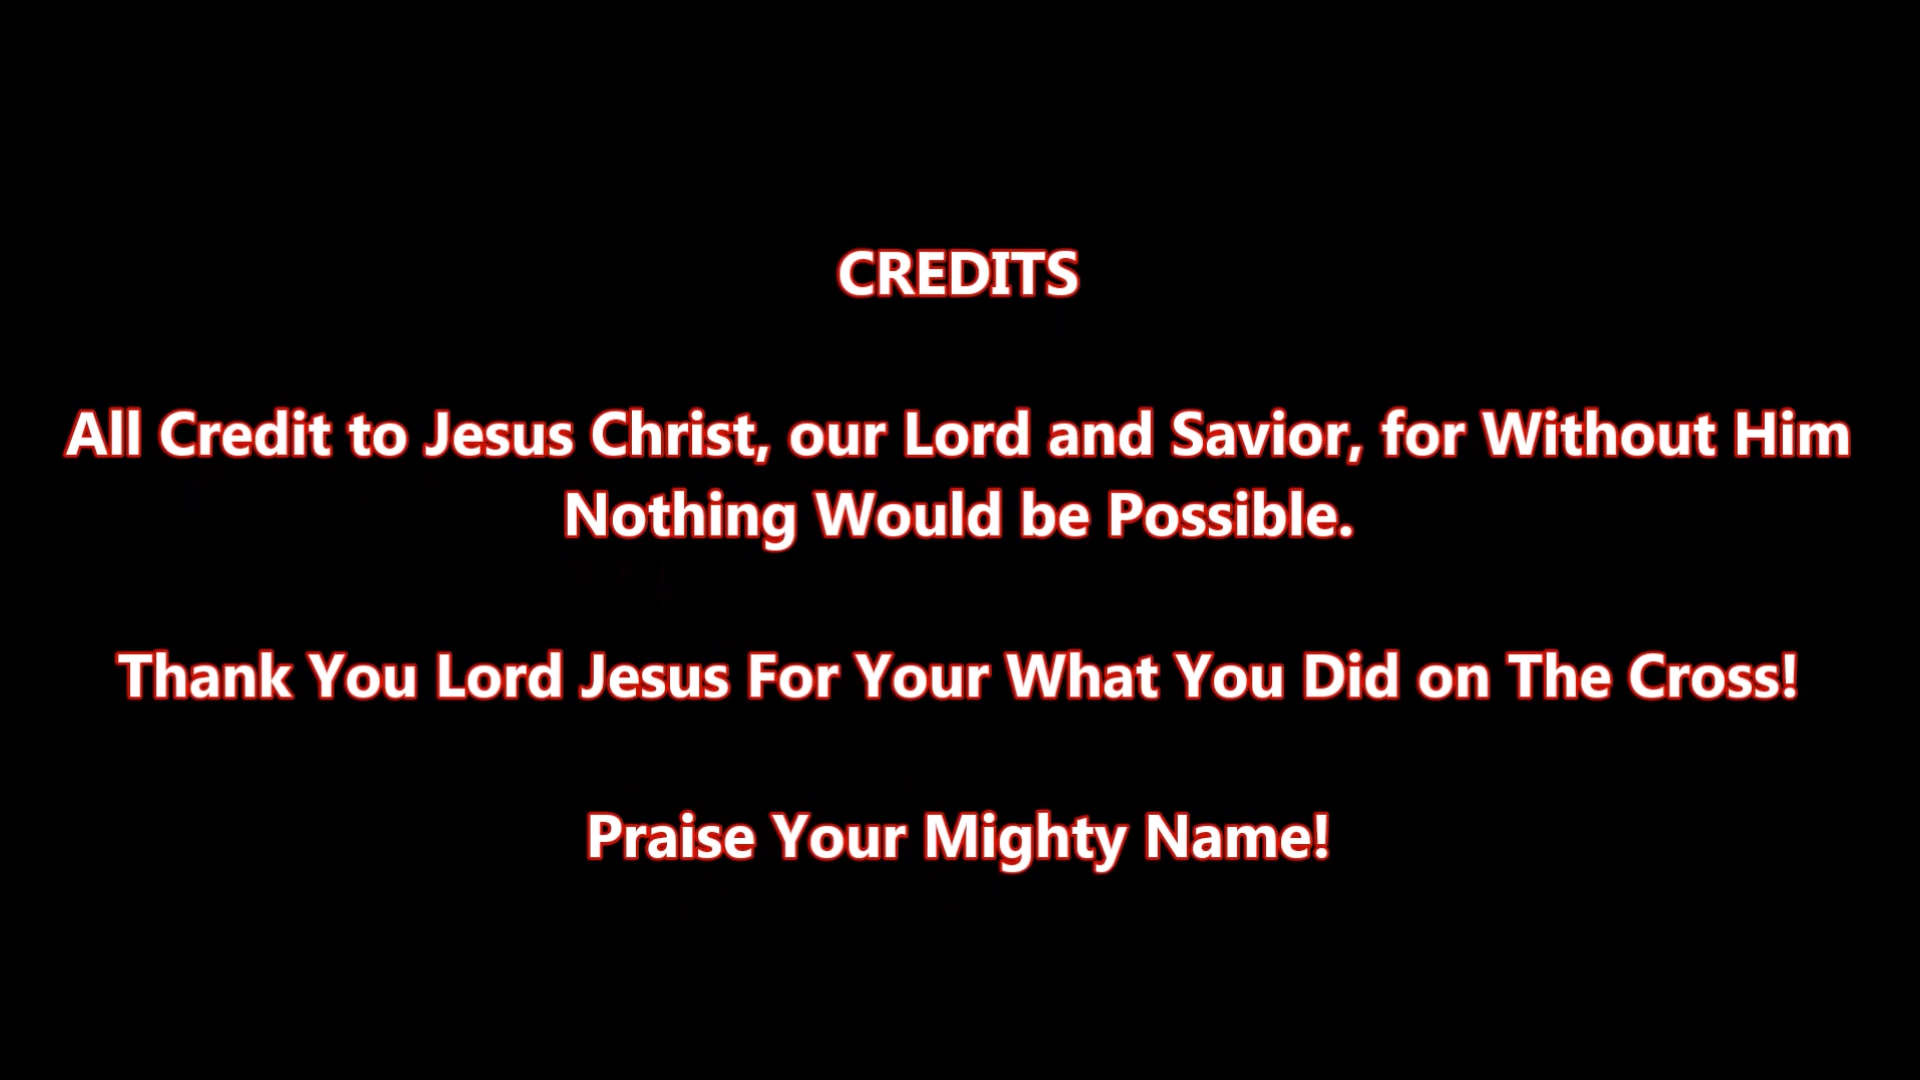 CREDITS
All Credit to Jesus Christ, our Lord and Savior, for Without Him
Nothing Would be Possible.
Thank You Lord Jesus For Your What You Did on The Cross!
Praise Your Mighty Name!